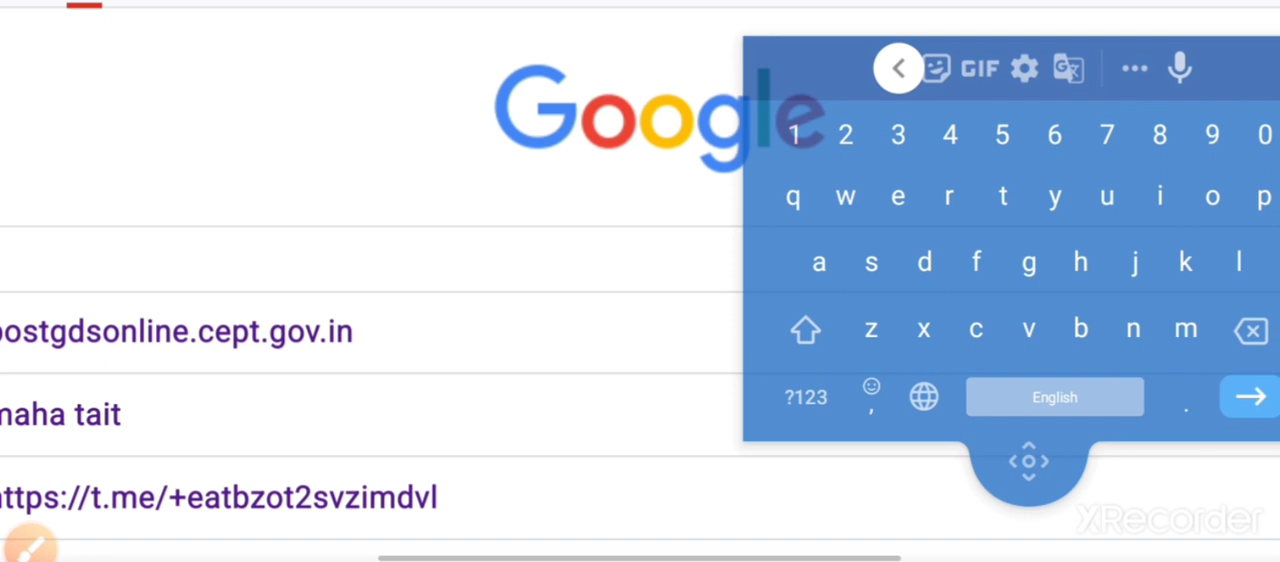 Google
GIF
1 2 3 4 5 6 7 8 9 0
q w e r t y u i o p
a s d f g h j k l
z x c v b n m
?123 , English .
postgdsonline.cept.gov.in
maha tait
https://t.me/+eatbzot2svzimdvl
XRecorder